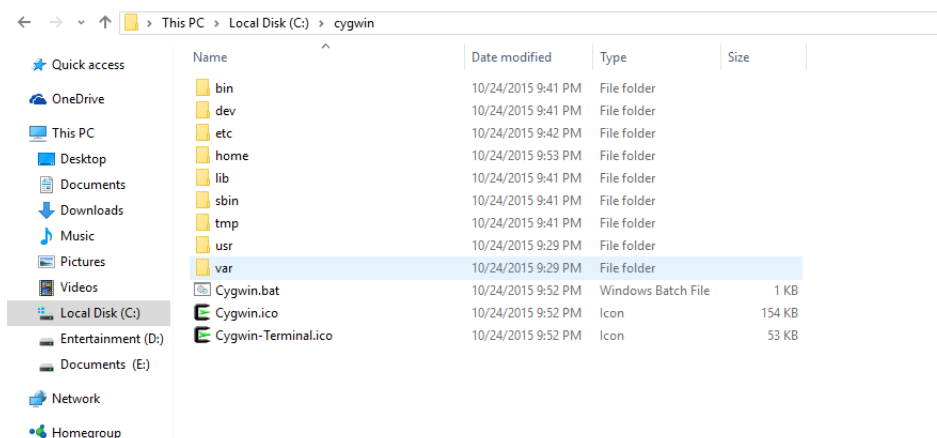 This PC > Local Disk (C:) > cygwin
Name Date modified Type Size
Quick access
OneDrive
This PC
Desktop
Documents
Downloads
Music
Pictures
Videos
Local Disk (C:)
Entertainment (D:)
Documents (E:)
Network
Homegroup
bin 10/24/2015 9:41 PM File folder
dev 10/24/2015 9:41 PM File folder
etc 10/24/2015 9:42 PM File folder
home 10/24/2015 9:53 PM File folder
lib 10/24/2015 9:41 PM File folder
sbin 10/24/2015 9:41 PM File folder
tmp 10/24/2015 9:41 PM File folder
usr 10/24/2015 9:29 PM File folder
var 10/24/2015 9:29 PM File folder
Cygwin.bat 10/24/2015 9:52 PM Windows Batch File 1 KB
Cygwin.ico 10/24/2015 9:52 PM Icon 154 KB
Cygwin-Terminal.ico 10/24/2015 9:52 PM Icon 53 KB